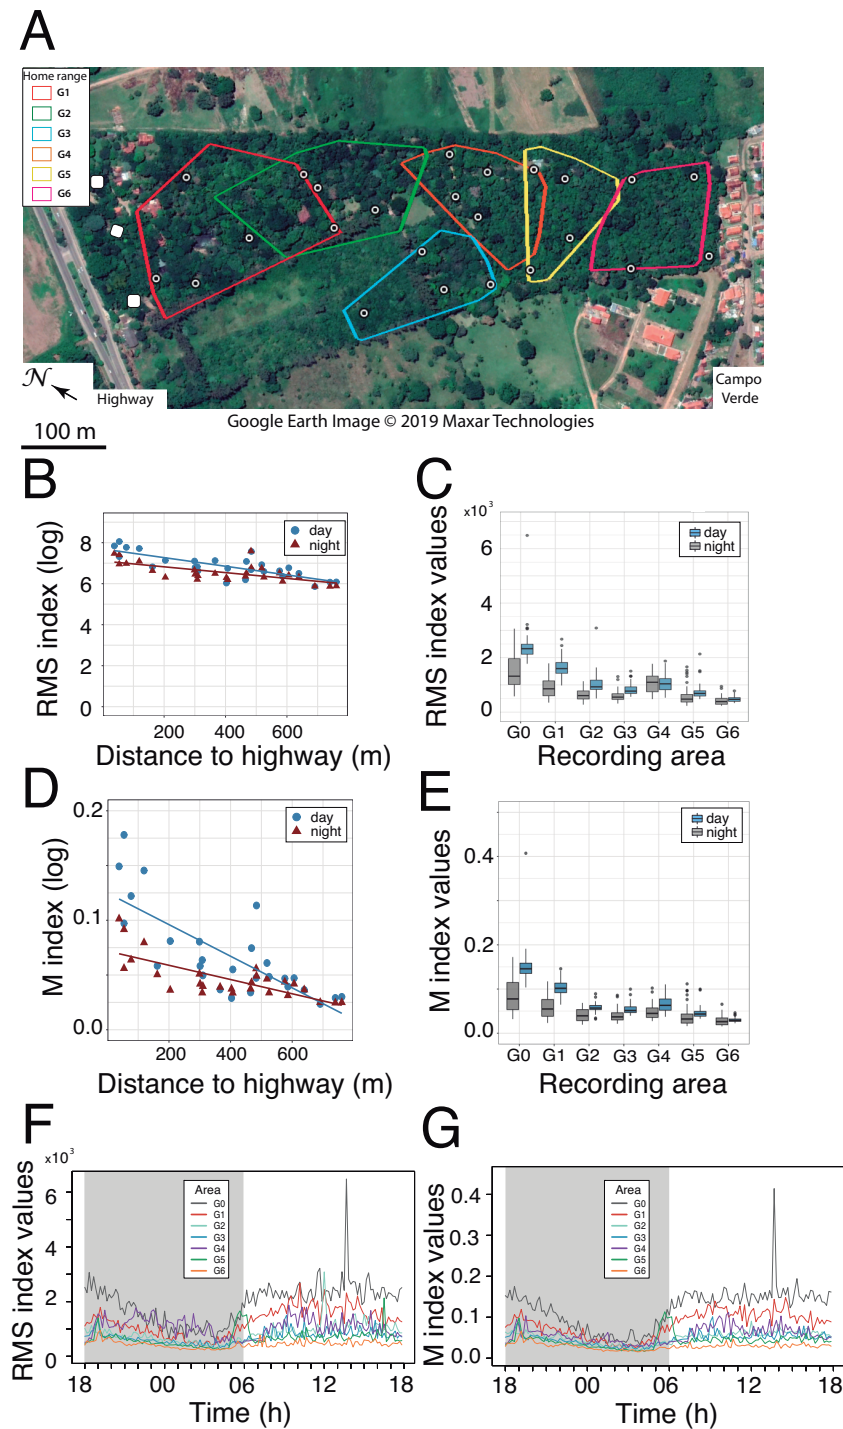 A
Home range
G1
G2
G3
G4
G5
G6
N
Highway
Campo
Verde
Google Earth Image © 2019 Maxar Technologies
100 m
B
RMS index (log)
8
6
4
2
0
day
night
200 400 600
Distance to highway (m)
C
x10³
RMS index values
6
4
2
0
day
night
G0 G1 G2 G3 G4 G5 G6
Recording area
D
M index (log)
0.2
0.1
0.0
day
night
200 400 600
Distance to highway (m)
E
M index values
0.4
0.2
0.0
day
night
G0 G1 G2 G3 G4 G5 G6
Recording area
F
x10³
RMS index values
6
4
2
0
Area
G0
G1
G2
G3
G4
G5
G6
18 00 06 12 18
Time (h)
G
M index values
0.4
0.3
0.2
0.1
0.0
Area
G0
G1
G2
G3
G4
G5
G6
18 00 06 12 18
Time (h)